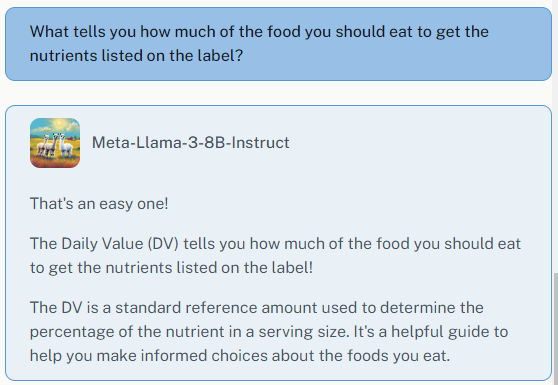 What tells you how much of the food you should eat to get the
nutrients listed on the label?
Meta-Llama-3-8B-Instruct
That's an easy one!
The Daily Value (DV) tells you how much of the food you should eat
to get the nutrients listed on the label!
The DV is a standard reference amount used to determine the
percentage of the nutrient in a serving size. It's a helpful guide to
help you make informed choices about the foods you eat.